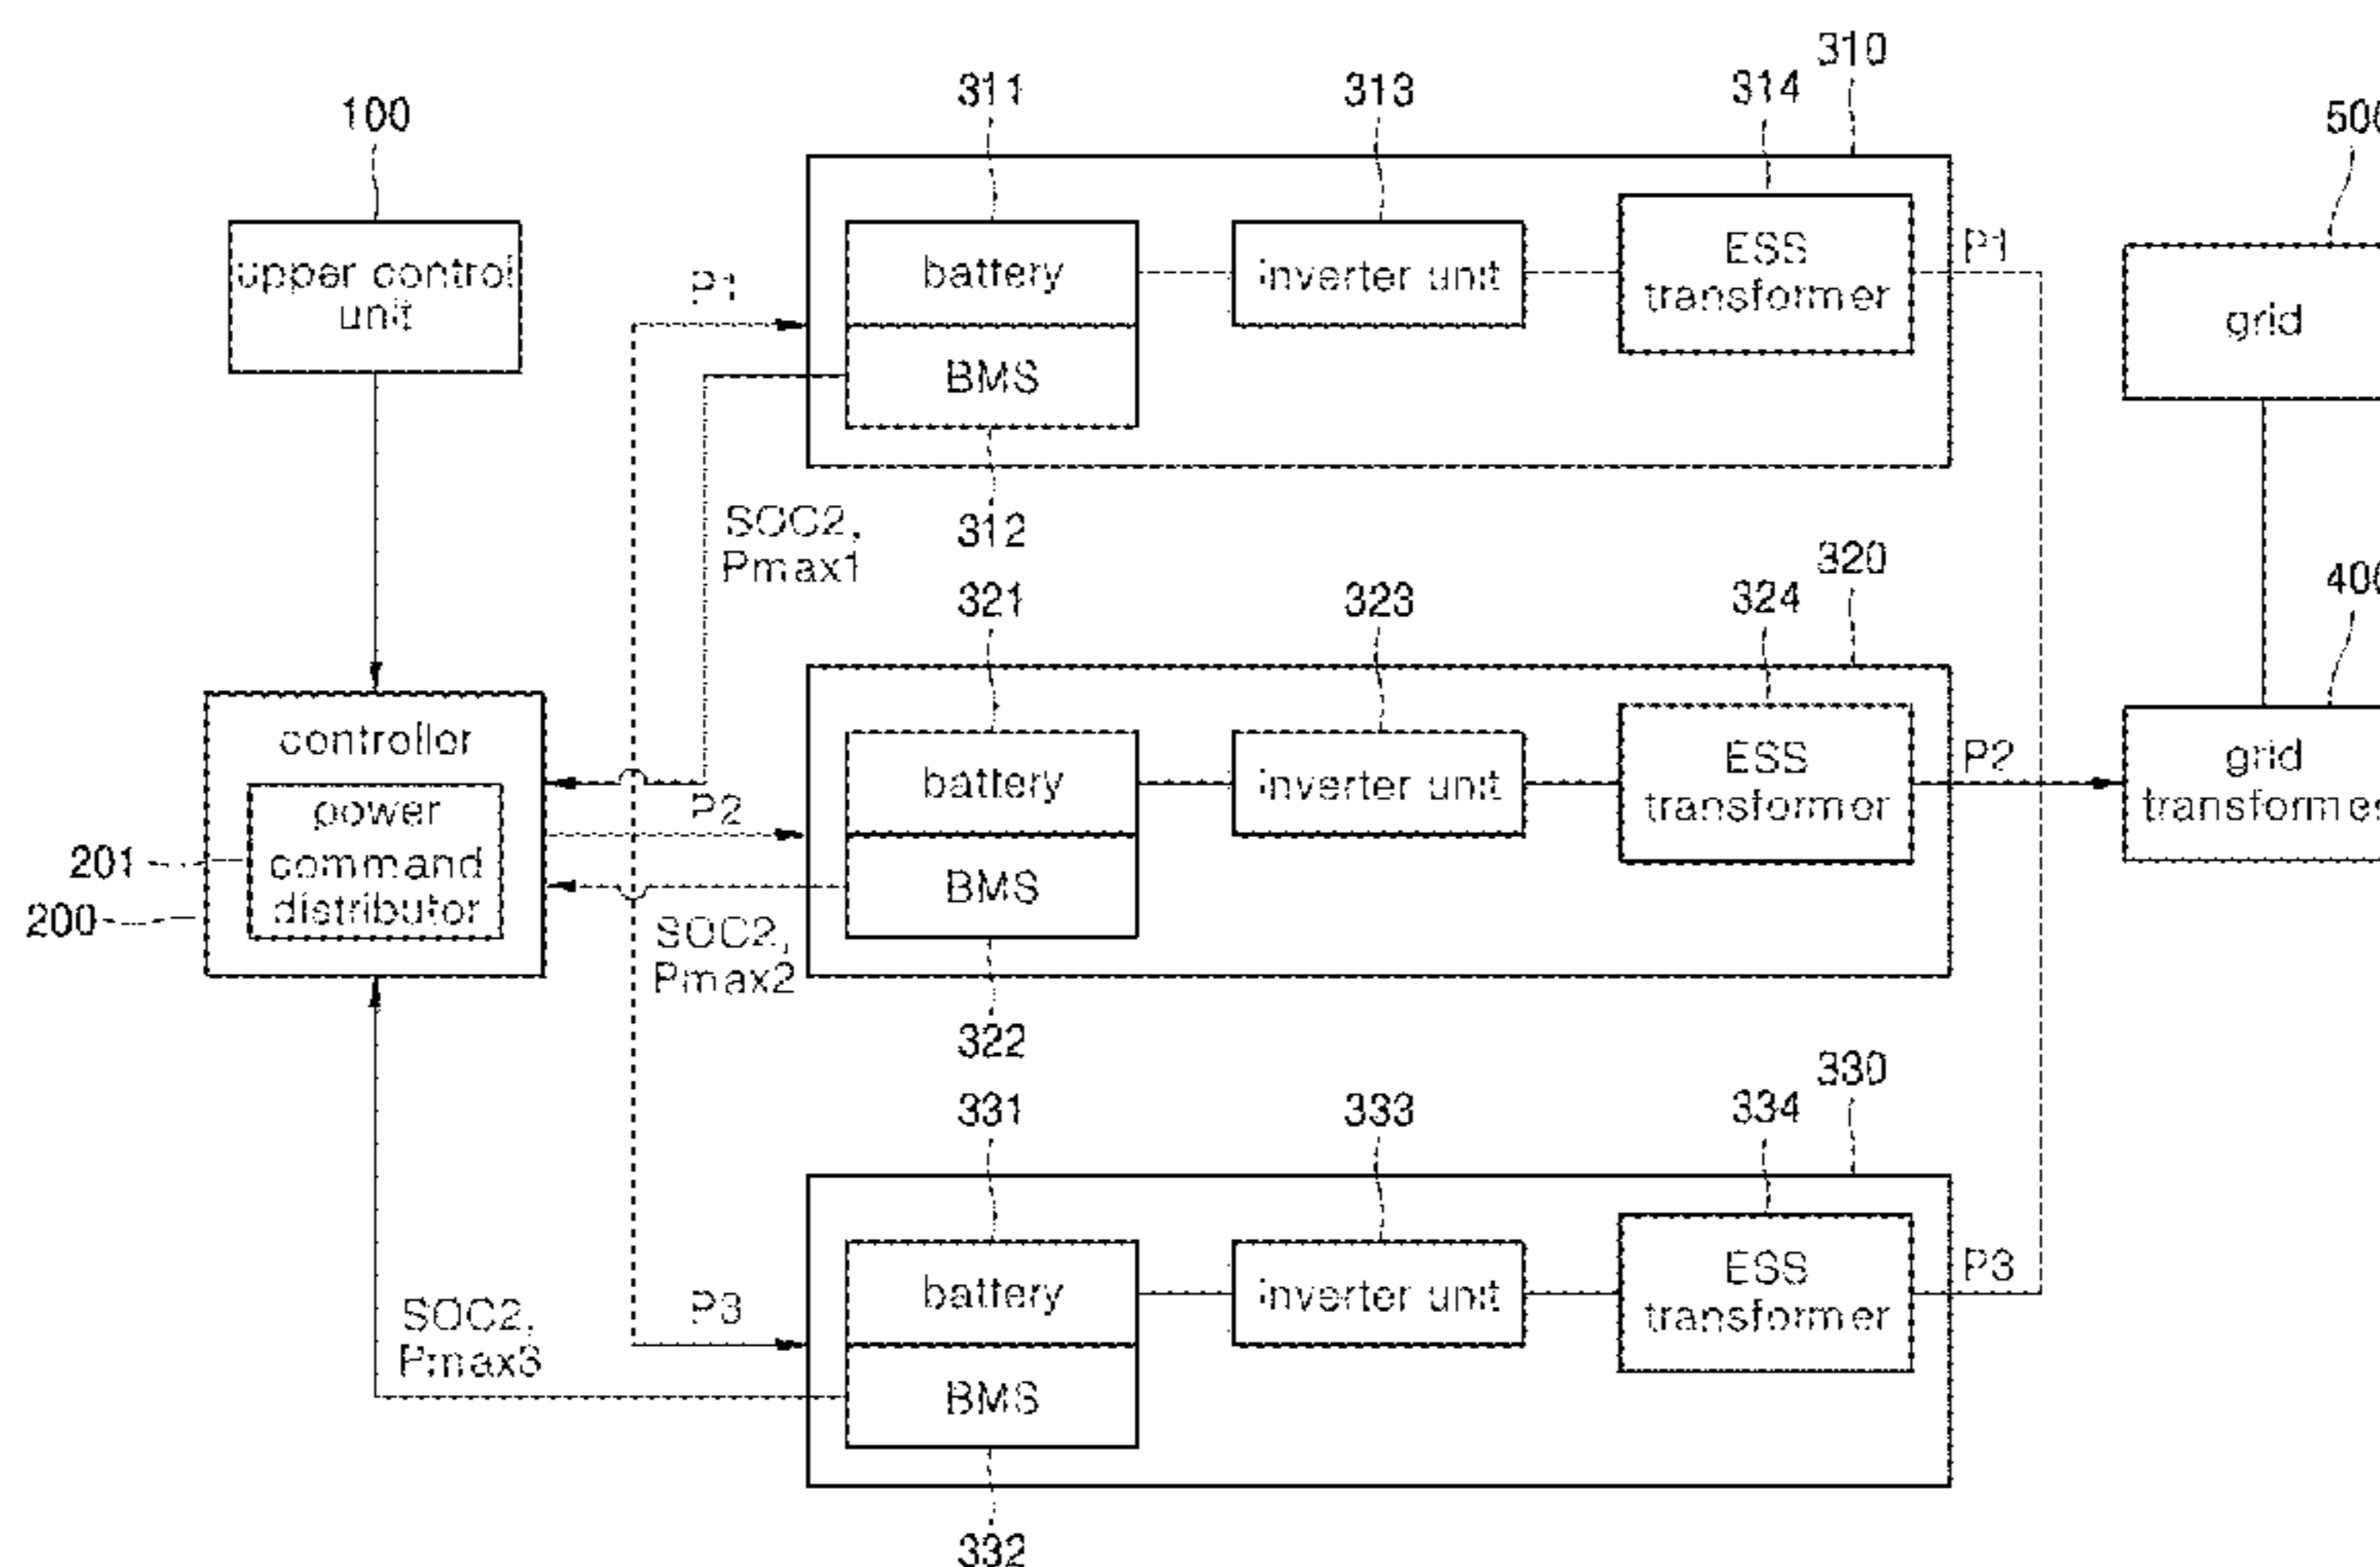 310
311
313
314
100
500
upper control
unit
P1
battery
BMS
inverter unit
ESS
transformer
P1
grid
SOC2,
Pmax1
312
320
321
323
324
400
controller
power
command
distributor
201
200
P2
battery
BMS
inverter unit
ESS
transformer
P2
grid
transformer
SOC2,
Pmax2
322
330
331
333
334
P3
battery
BMS
inverter unit
ESS
transformer
P3
SOC2,
Pmax3
332